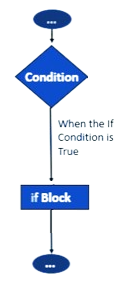 ...
Condition
When the If
Condition is
True
if Block
...